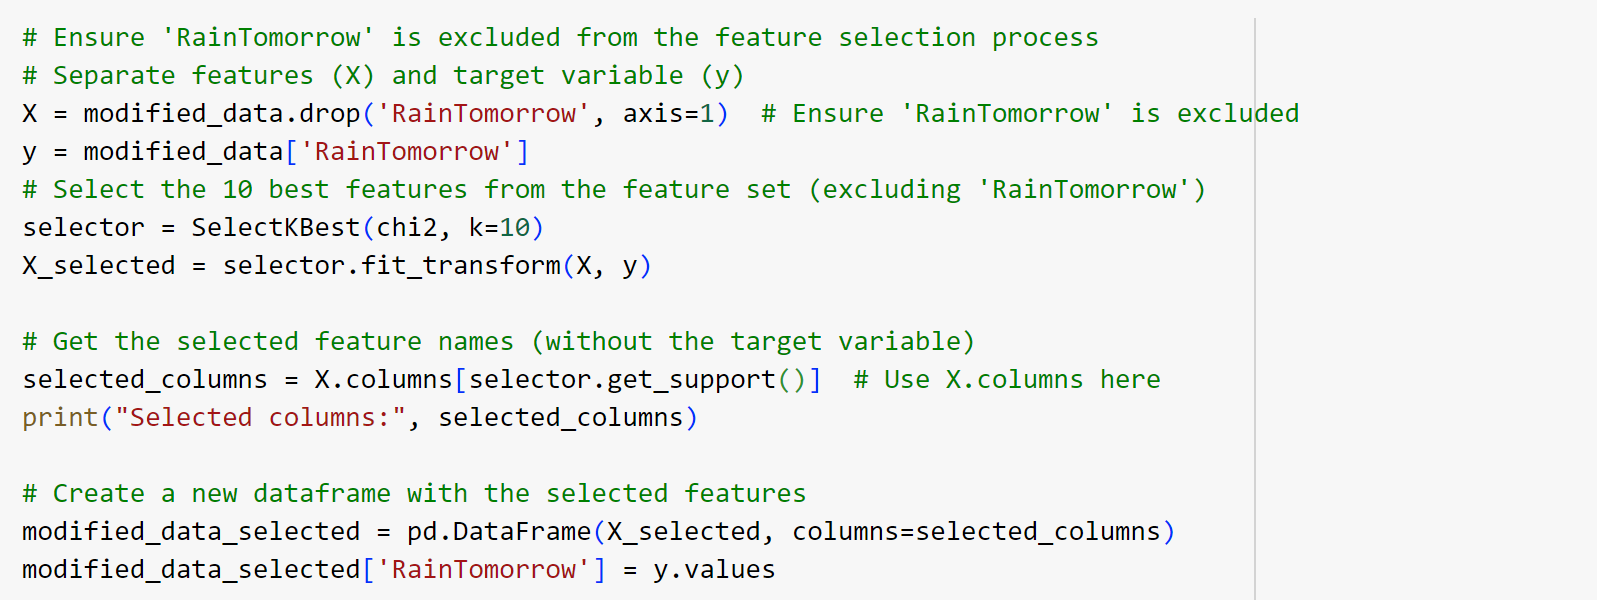 # Ensure 'RainTomorrow' is excluded from the feature selection process
# Separate features (X) and target variable (y)
X = modified_data.drop('RainTomorrow', axis=1)  # Ensure 'RainTomorrow' is excluded
y = modified_data['RainTomorrow']
# Select the 10 best features from the feature set (excluding 'RainTomorrow')
selector = SelectKBest(chi2, k=10)
X_selected = selector.fit_transform(X, y)

# Get the selected feature names (without the target variable)
selected_columns = X.columns[selector.get_support()]  # Use X.columns here
print("Selected columns:", selected_columns)

# Create a new dataframe with the selected features
modified_data_selected = pd.DataFrame(X_selected, columns=selected_columns)
modified_data_selected['RainTomorrow'] = y.values